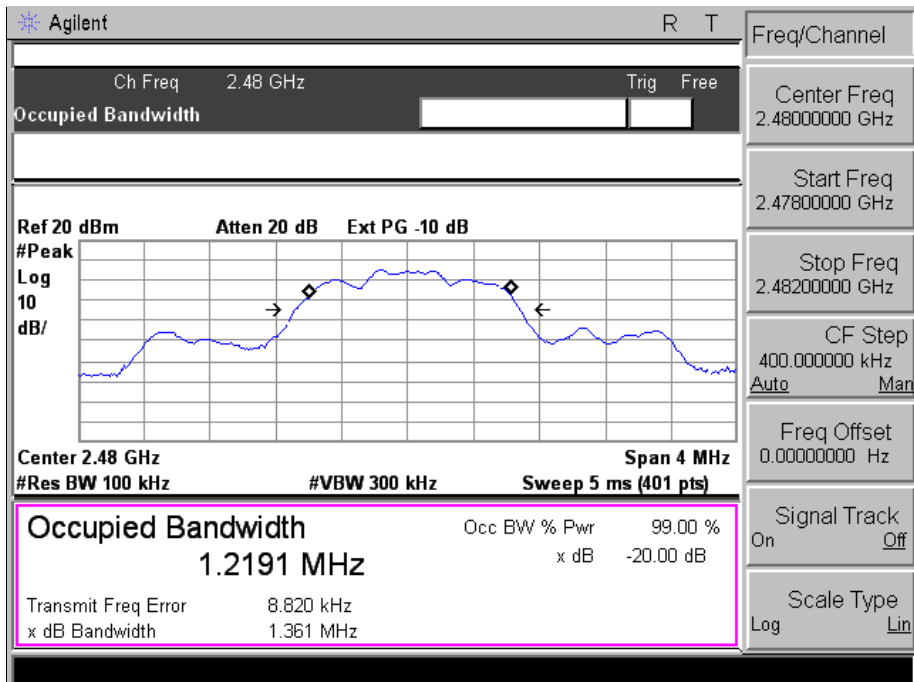 Agilent R T
Freq/Channel
Ch Freq 2.48 GHz Trig Free
Occupied Bandwidth
Center Freq
2.48000000 GHz
Start Freq
2.47800000 GHz
Ref 20 dBm Atten 20 dB Ext PG -10 dB
#Peak
Log
10
dB/
Stop Freq
2.48200000 GHz
CF Step
400.000000 kHz
Auto Man
Center 2.48 GHz Span 4 MHz
#Res BW 100 kHz #VBW 300 kHz Sweep 5 ms (401 pts)
Freq Offset
0.00000000 Hz
Occupied Bandwidth
1.2191 MHz
Occ BW % Pwr 99.00 %
x dB -20.00 dB
Transmit Freq Error 8.820 kHz
x dB Bandwidth 1.361 MHz
Signal Track
On Off
Scale Type
Log Lin